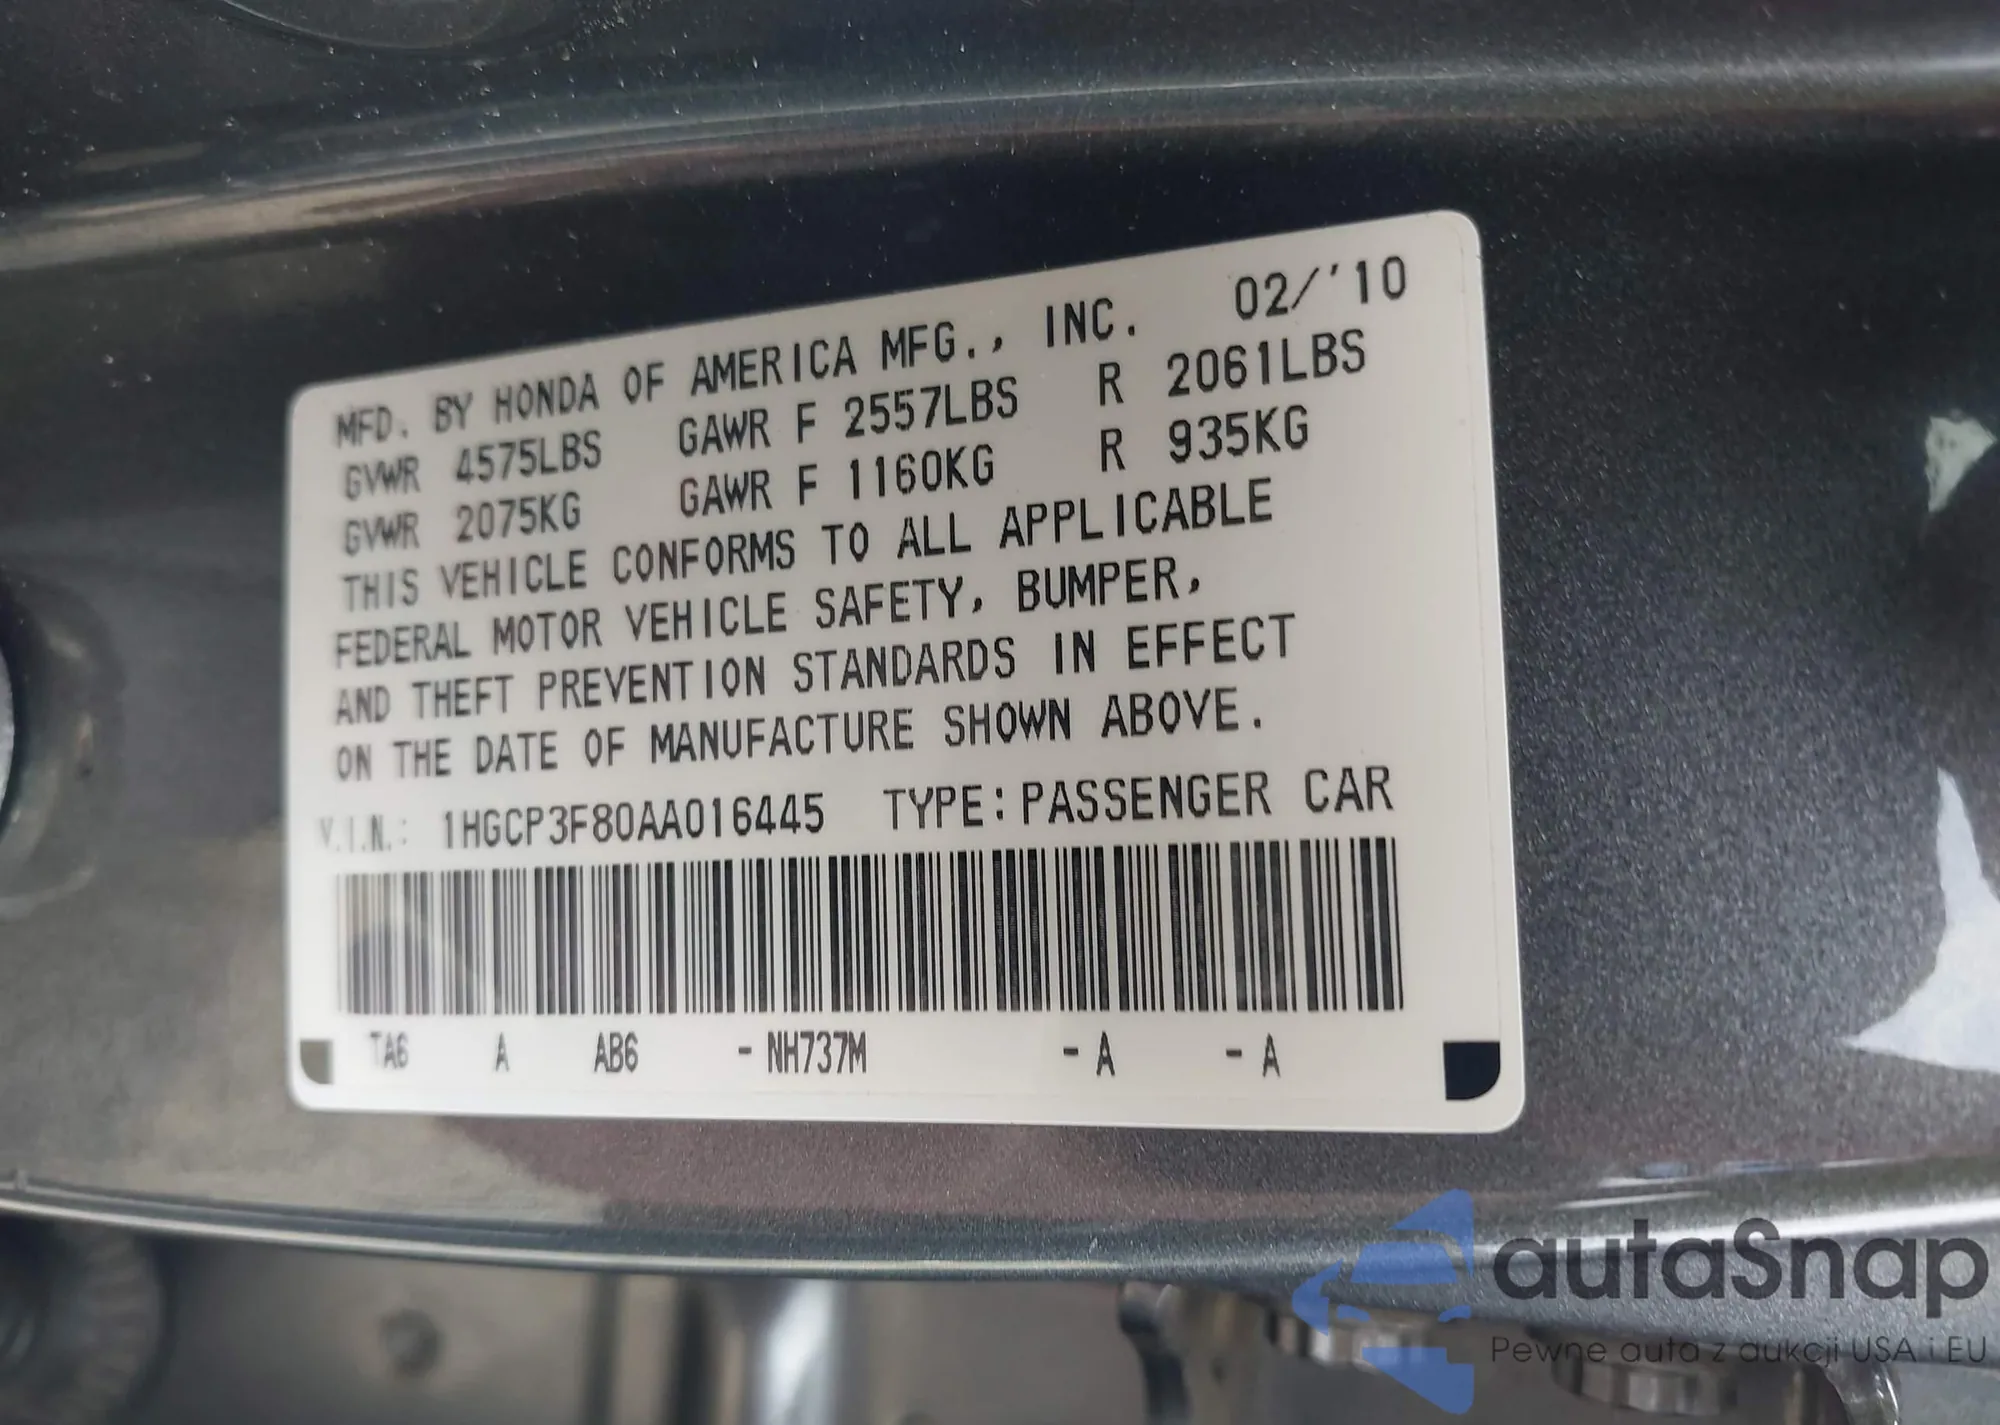 MFD. BY HONDA OF AMERICA MFG., INC. 02/'10
GVWR 4575LBS GAWR F 2557LBS R 2061LBS
GVWR 2075KG GAWR F 1160KG R 935KG
THIS VEHICLE CONFORMS TO ALL APPLICABLE
FEDERAL MOTOR VEHICLE SAFETY, BUMPER,
AND THEFT PREVENTION STANDARDS IN EFFECT
ON THE DATE OF MANUFACTURE SHOWN ABOVE.
V.I.N.: 1HGCP3F80AA016445 TYPE:PASSENGER CAR
TA6 A AB6 -NH737M -A -A
autaSnap
Pewne auta z aukcji USA i EU